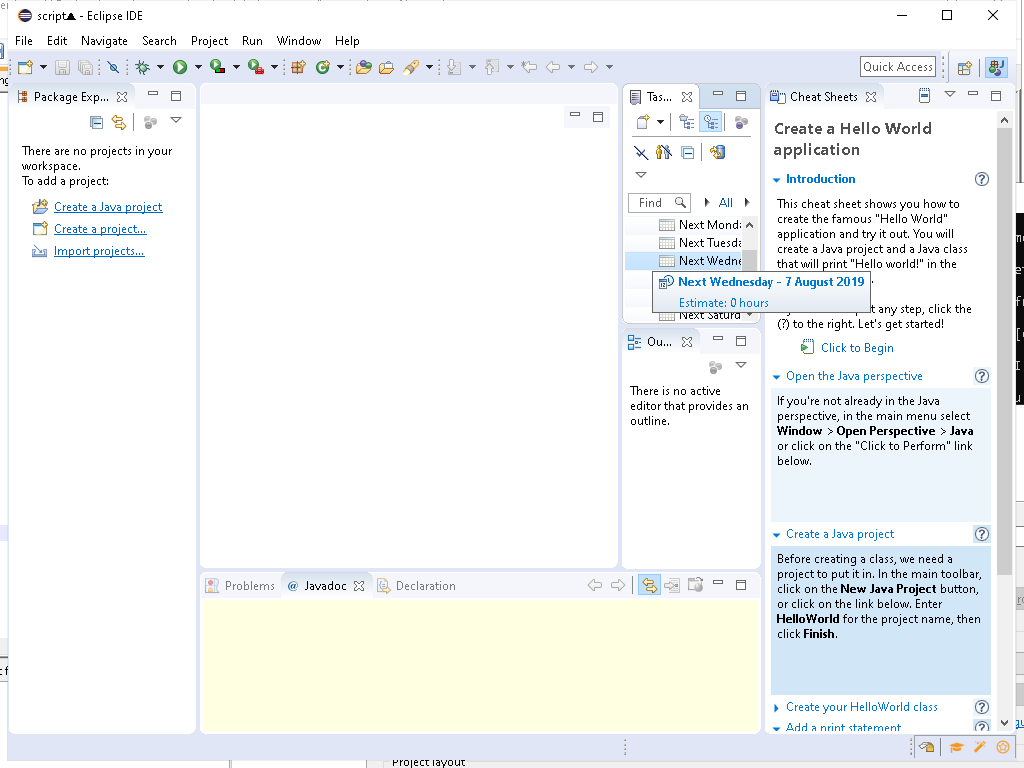 script▲ - Eclipse IDE
File Edit Navigate Search Project Run Window Help
Quick Access
Package Exp...
There are no projects in your
workspace.
To add a project:
Create a Java project
Create a project...
Import projects...
Tas...
Find
All
Next Mond
Next Tuesda
Next Wedne
Next Wednesday - 7 August 2019
Estimate: 0 hours
Next Saturd
Ou...
There is no active
editor that provides an
outline.
Problems
@ Javadoc
Declaration
Cheat Sheets
Create a Hello World
application
Introduction
This cheat sheet shows you how to
create the famous "Hello World"
application and try it out. You will
create a Java project and a Java class
that will print "Hello world!" in the
any step, click the
(?) to the right. Let's get started!
Click to Begin
Open the Java perspective
If you're not already in the Java
perspective, in the main menu select
Window > Open Perspective > Java
or click on the "Click to Perform" link
below.
Create a Java project
Before creating a class, we need a
project to put it in. In the main toolbar,
click on the New Java Project button,
or click on the link below. Enter
HelloWorld for the project name, then
click Finish.
Create your HelloWorld class
Add a print statement
Project layout